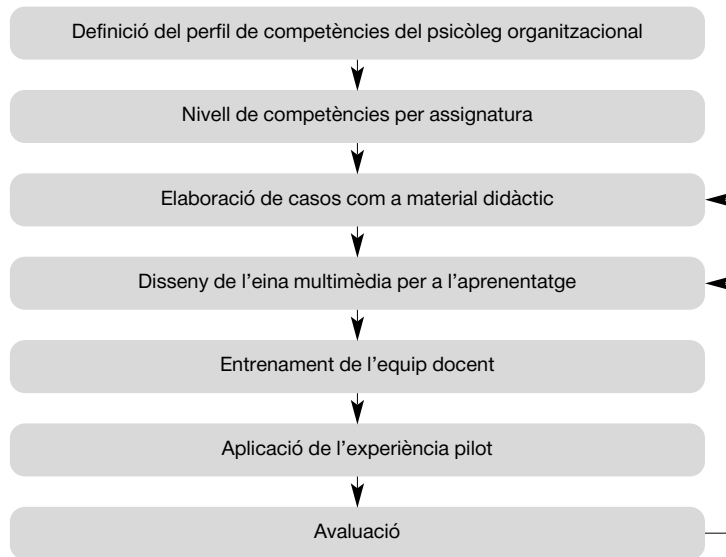 Definició del perfil de competències del psicòleg organitzacional
Nivell de competències per assignatura
Elaboració de casos com a material didàctic
Disseny de l’eina multimèdia per a l’aprenentatge
Entrenament de l’equip docent
Aplicació de l’experiència pilot
Avaluació